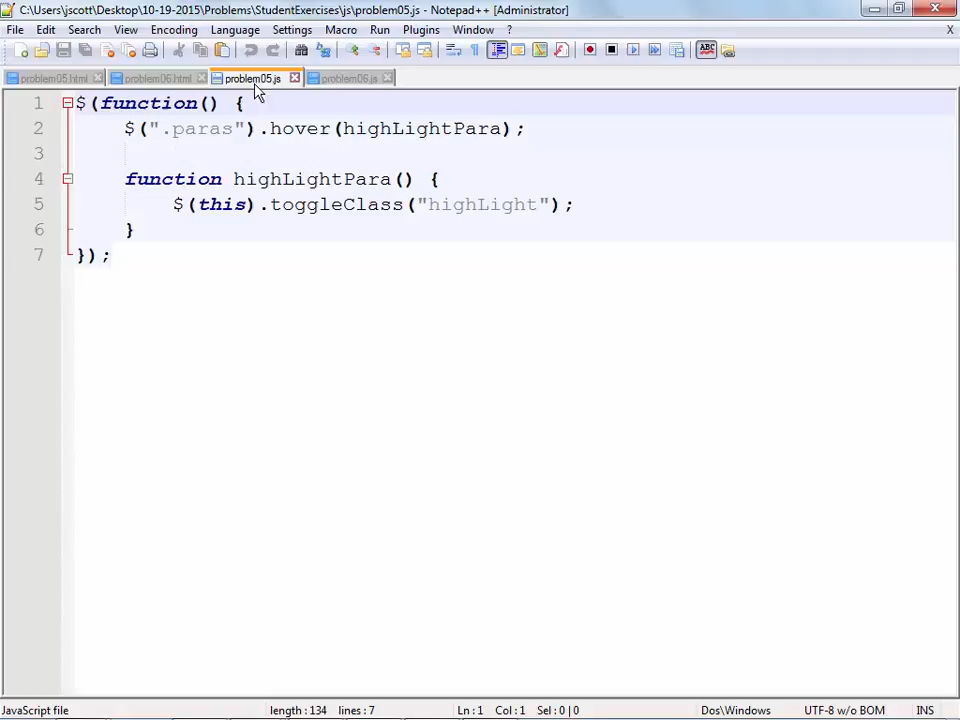 C:\Users\jscott\Desktop\10-19-2015\Problems\StudentExercises\js\problem05.js - Notepad++ [Administrator]
File Edit Search View Encoding Language Settings Macro Run Plugins Window ? X
problem05.html problem06.html problem05.js problem06.js
1 $(function() {
2 $(".paras").hover(highLightPara);
3
4 function highLightPara() {
5 $(this).toggleClass("highLight");
6 }
7 });
JavaScript file length : 134 lines : 7 Ln : 1 Col : 1 Sel : 0 | 0 Dos\Windows UTF-8 w/o BOM INS